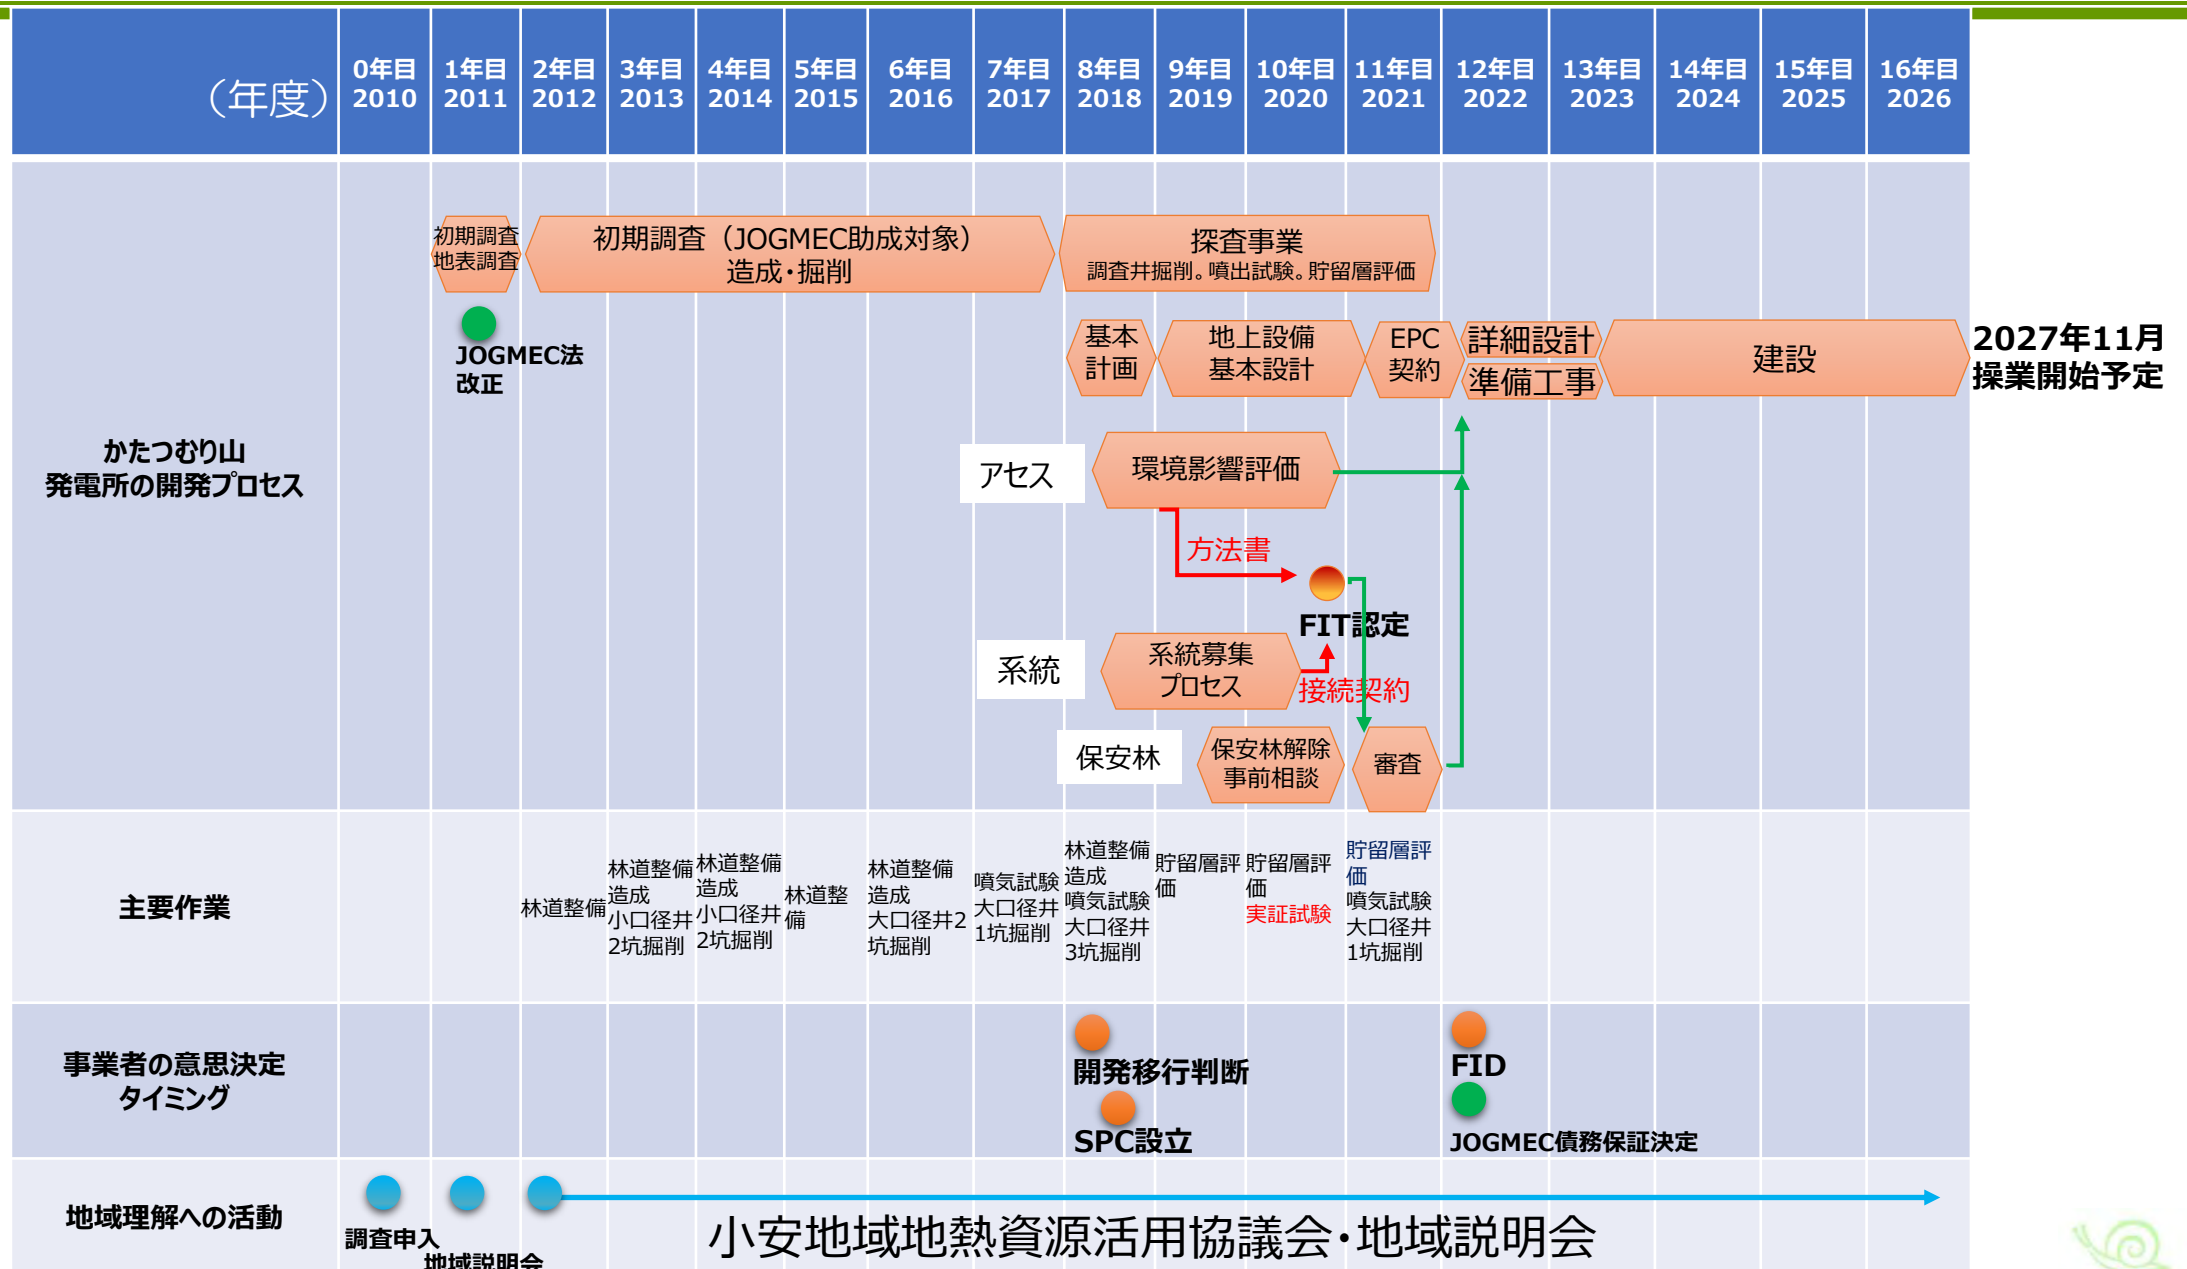 （年度）
0年目
2010
1年目
2011
2年目
2012
3年目
2013
4年目
2014
5年目
2015
6年目
2016
7年目
2017
8年目
2018
9年目
2019
10年目
2020
11年目
2021
12年目
2022
13年目
2023
14年目
2024
15年目
2025
16年目
2026
かたつむり山
発電所の開発プロセス
初期調査
地表調査
初期調査（JOGMEC助成対象）
造成・掘削
探査事業
調査井掘削。噴出試験。貯留層評価
JOGMEC法
改正
基本
計画
地上設備
基本設計
EPC
契約
詳細設計
準備工事
建設
2027年11月
操業開始予定
アセス
環境影響評価
方法書
FIT認定
系統
系統募集
プロセス
接続契約
保安林
保安林解除
事前相談
審査
主要作業
林道整備
林道整備
造成
小口径井
2坑掘削
林道整備
造成
小口径井
2坑掘削
林道整
備
林道整備
造成
大口径井2
坑掘削
噴気試験
大口径井
1坑掘削
林道整備
造成
噴気試験
大口径井
3坑掘削
貯留層評
価
貯留層評
価
実証試験
貯留層評
価
噴気試験
大口径井
1坑掘削
事業者の意思決定
タイミング
開発移行判断
SPC設立
FID
JOGMEC債務保証決定
地域理解への活動
調査申入
地域説明会
小安地域地熱資源活用協議会・地域説明会